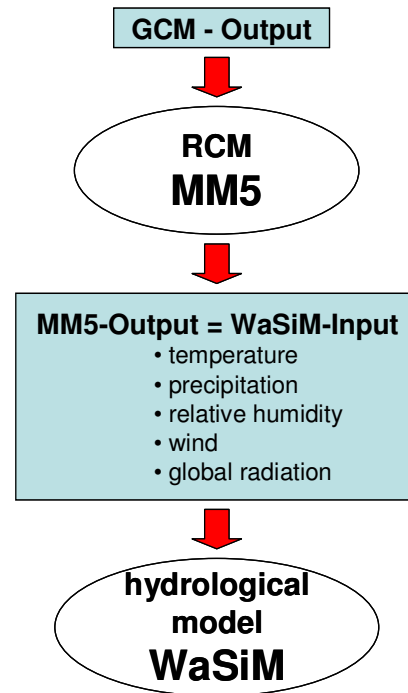 GCM - Output
RCM
MM5
MM5-Output = WaSiM-Input
• temperature
• precipitation
• relative humidity
• wind
• global radiation
hydrological
model
WaSiM